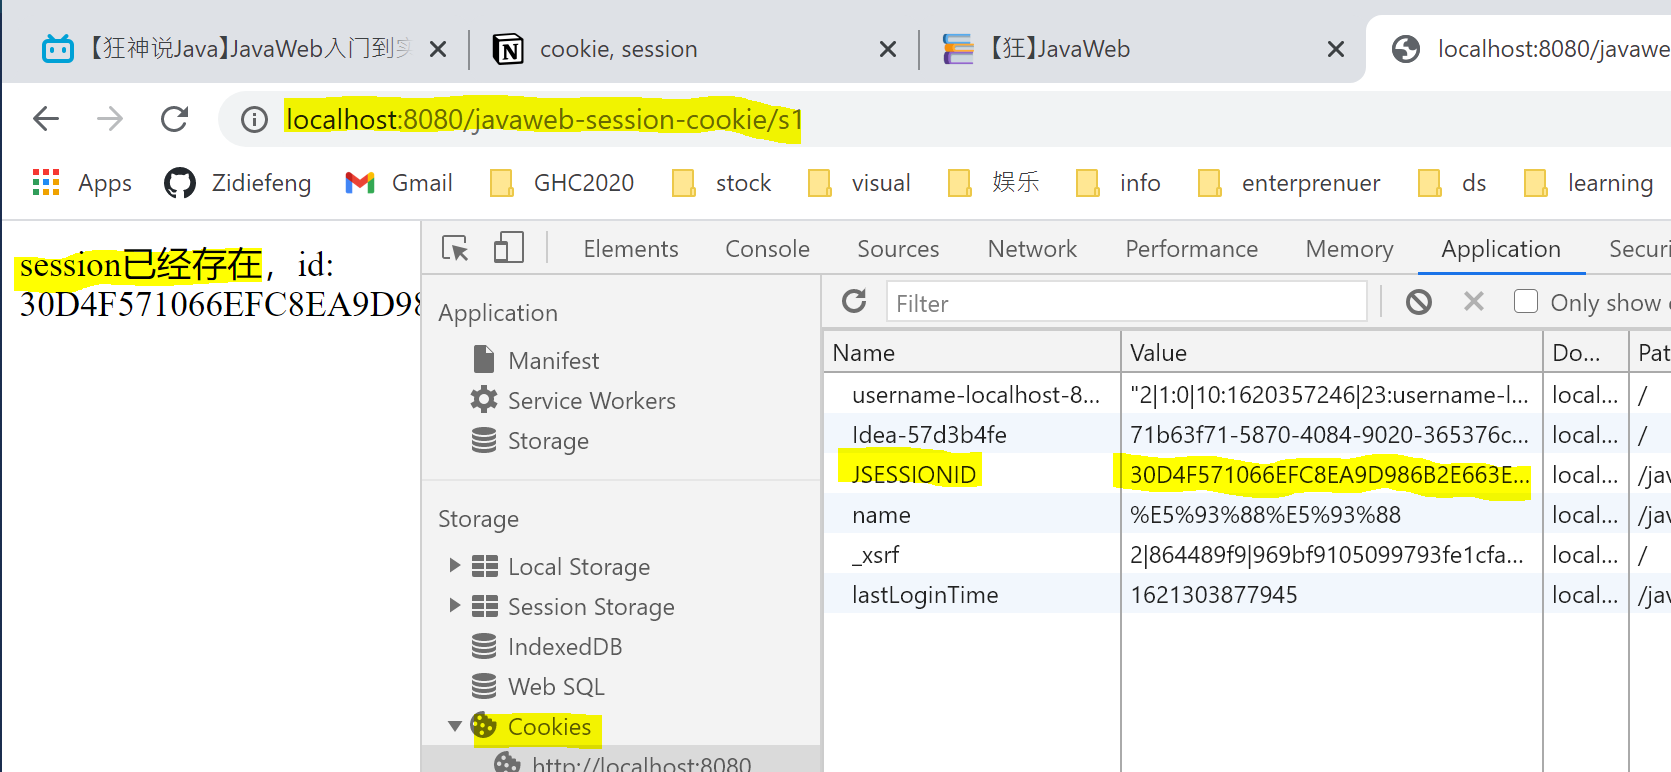 【狂神说Java】JavaWeb入门到实
cookie, session
【狂】JavaWeb
localhost:8080/javawe
localhost:8080/javaweb-session-cookie/s1
Apps
Zidiefeng
Gmail
GHC2020
stock
visual
娱乐
info
enterprenuer
ds
learning
session已经存在，id:
30D4F571066EFC8EA9D98
Elements
Console
Sources
Network
Performance
Memory
Application
Securi
Application
Manifest
Service Workers
Storage
Storage
Local Storage
Session Storage
IndexedDB
Web SQL
Cookies
http://localhost:8080
Filter
Only show
Name Value Do... Pat
username-localhost-8... "2|1:0|10:1620357246|23:username-l... local... /
Idea-57d3b4fe 71b63f71-5870-4084-9020-365376c... local... /
JSESSIONID 30D4F571066EFC8EA9D986B2E663E... local... /jav
name %E5%93%88%E5%93%88 local... /jav
_xsrf 2|864489f9|969bf9105099793fe1cfa... local... /
lastLoginTime 1621303877945 local... /jav